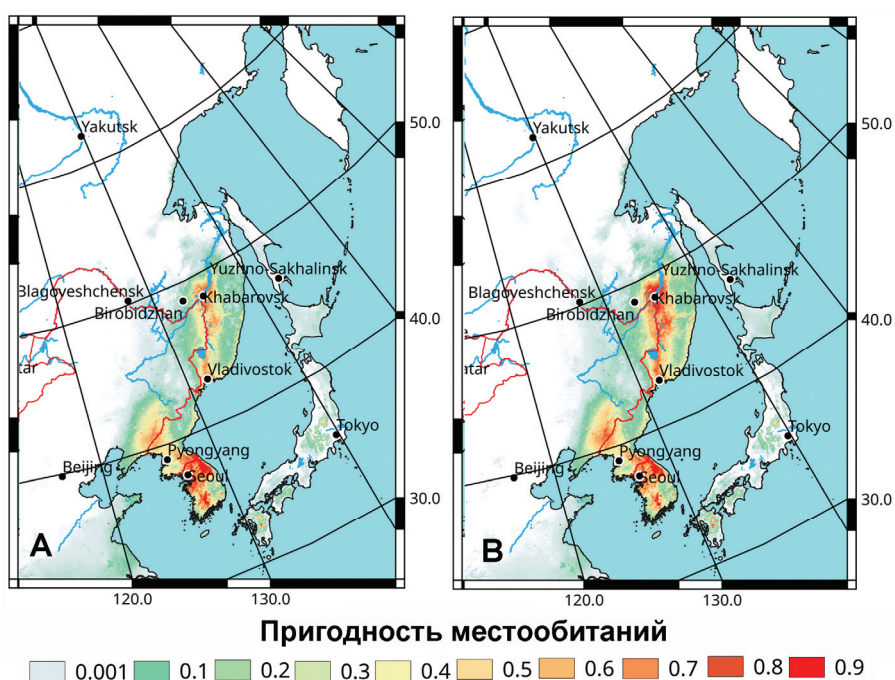 Yakutsk
Yuzhno-Sakhalinsk
Blagoveshchensk
Khabarovsk
Birobidzhan
tar
Vladivostok
Tokyo
Pyongyang
Beijing
Seoul
A
50.0
40.0
30.0
120.0 130.0
Yakutsk
Yuzhno-Sakhalinsk
Blagoveshchensk
Khabarovsk
Birobidzhan
tar
Vladivostok
Tokyo
Pyongyang
Beijing
Seoul
B
50.0
40.0
30.0
120.0 130.0
Пригодность местообитаний
0.001 0.1 0.2 0.3 0.4 0.5 0.6 0.7 0.8 0.9